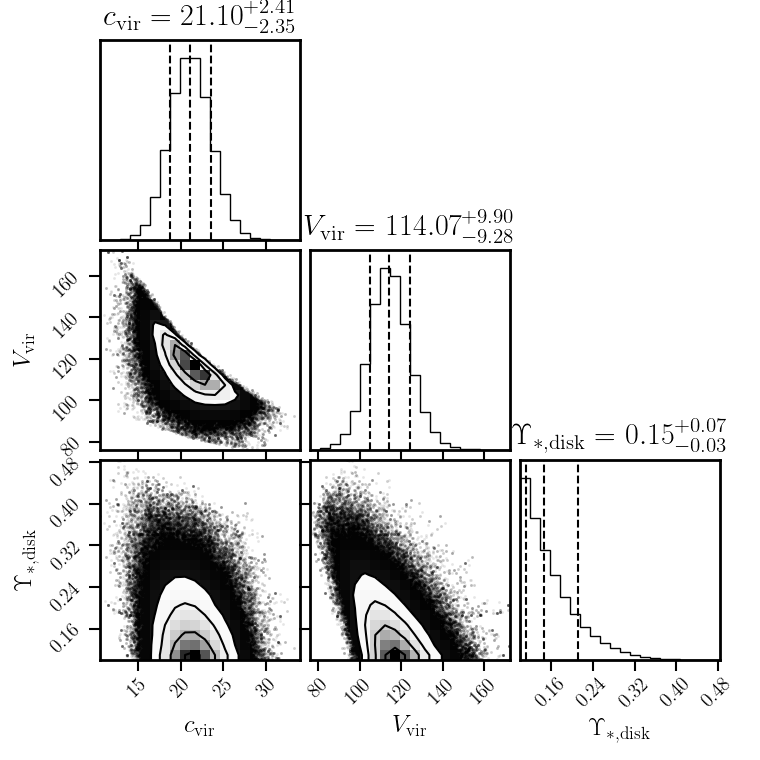 c_vir = 21.10 +2.41 −2.35
V_vir = 114.07 +9.90 −9.28
160
140
120
100
80
V_vir
ϒ_*,disk = 0.15 +0.07 −0.03
0.48
0.40
0.32
0.24
0.16
ϒ_*,disk
15 20 25 30
80 100 120 140 160
0.16 0.24 0.32 0.40 0.48
c_vir
V_vir
ϒ_*,disk